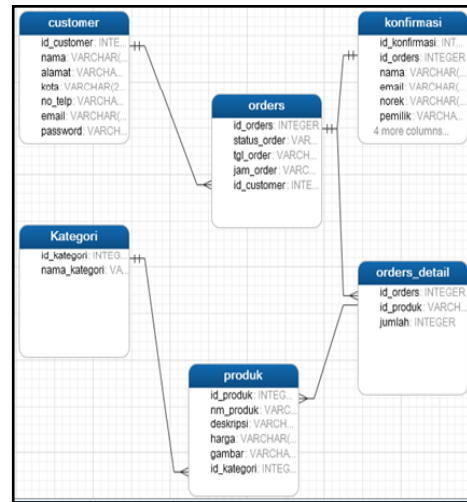 customer
id_customer: INTE...
nama: VARCHAR(...
alamat: VARCHA...
kota: VARCHAR(2...
no_telp: VARCHA...
email: VARCHAR(...
password: VARCH...
konfirmasi
id_konfirmasi: INT...
id_orders: INTEGER
nama: VARCHAR(...
email: VARCHAR(...
norek: VARCHAR(...
pemilik: VARCHA...
4 more columns...
orders
id_orders: INTEGER
status_order: VAR...
tgl_order: VARCH...
jam_order: VARC...
id_customer: INTE...
Kategori
id_kategori: INTEG...
nama_kategori: VA...
orders_detail
id_orders: INTEGER
id_produk: VARCH...
jumlah: INTEGER
produk
id_produk: INTEG...
nm_produk: VARC...
deskripsi: VARCH...
harga: VARCHAR(...
gambar: VARCHA...
id_kategori: INTEG...